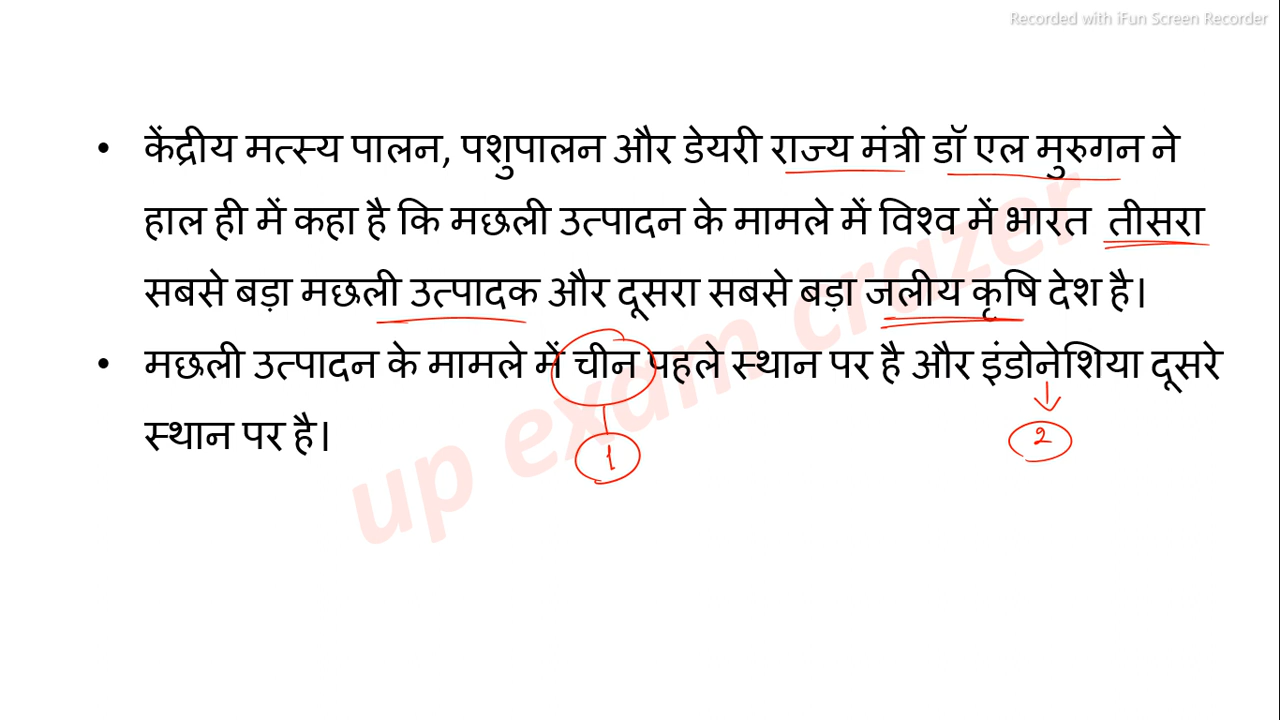 Recorded with iFun Screen Recorder
• केंद्रीय मत्स्य पालन, पशुपालन और डेयरी राज्य मंत्री डॉ एल मुरुगन ने
हाल ही में कहा है कि मछली उत्पादन के मामले में विश्व में भारत तीसरा
सबसे बड़ा मछली उत्पादक और दूसरा सबसे बड़ा जलीय कृषि देश है।
• मछली उत्पादन के मामले में चीन पहले स्थान पर है और इंडोनेशिया दूसरे
स्थान पर है।
1
2
up exam crazer